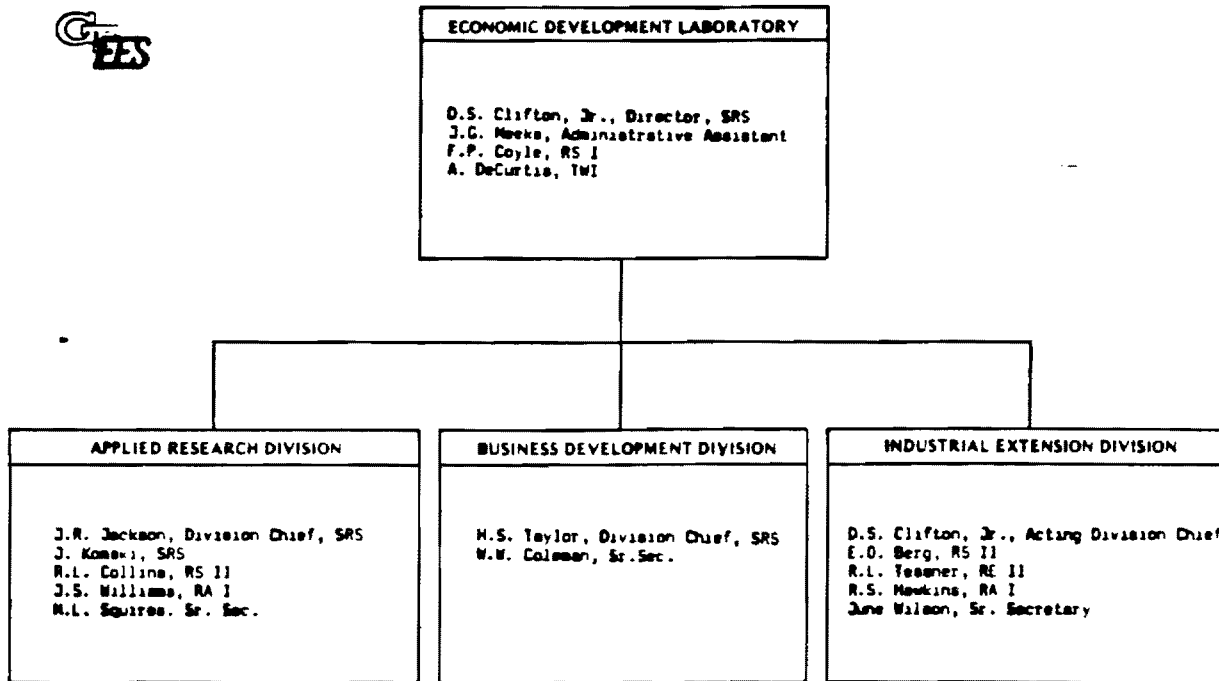 GT
EES
ECONOMIC DEVELOPMENT LABORATORY
D.S. Clifton, Jr., Director, SRS
J.C. Meeks, Administrative Assistant
F.P. Coyle, RS I
A. DeCurtis, TWI
APPLIED RESEARCH DIVISION
J.R. Jackson, Division Chief, SRS
J. SRS
R.L. Collins, RS II
J.S. Williams, RA I
M.L. Squires. Sr. Sec.
BUSINESS DEVELOPMENT DIVISION
H.S. Taylor, Division Chief, SRS
W.W. Coleman, Sr.Sec.
INDUSTRIAL EXTENSION DIVISION
D.S. Clifton, Jr., Acting Division Chief
E.O. Berg, RS II
R.L. RE II
R.S. Hawkins, RA I
June Wilson, Sr. Secretary